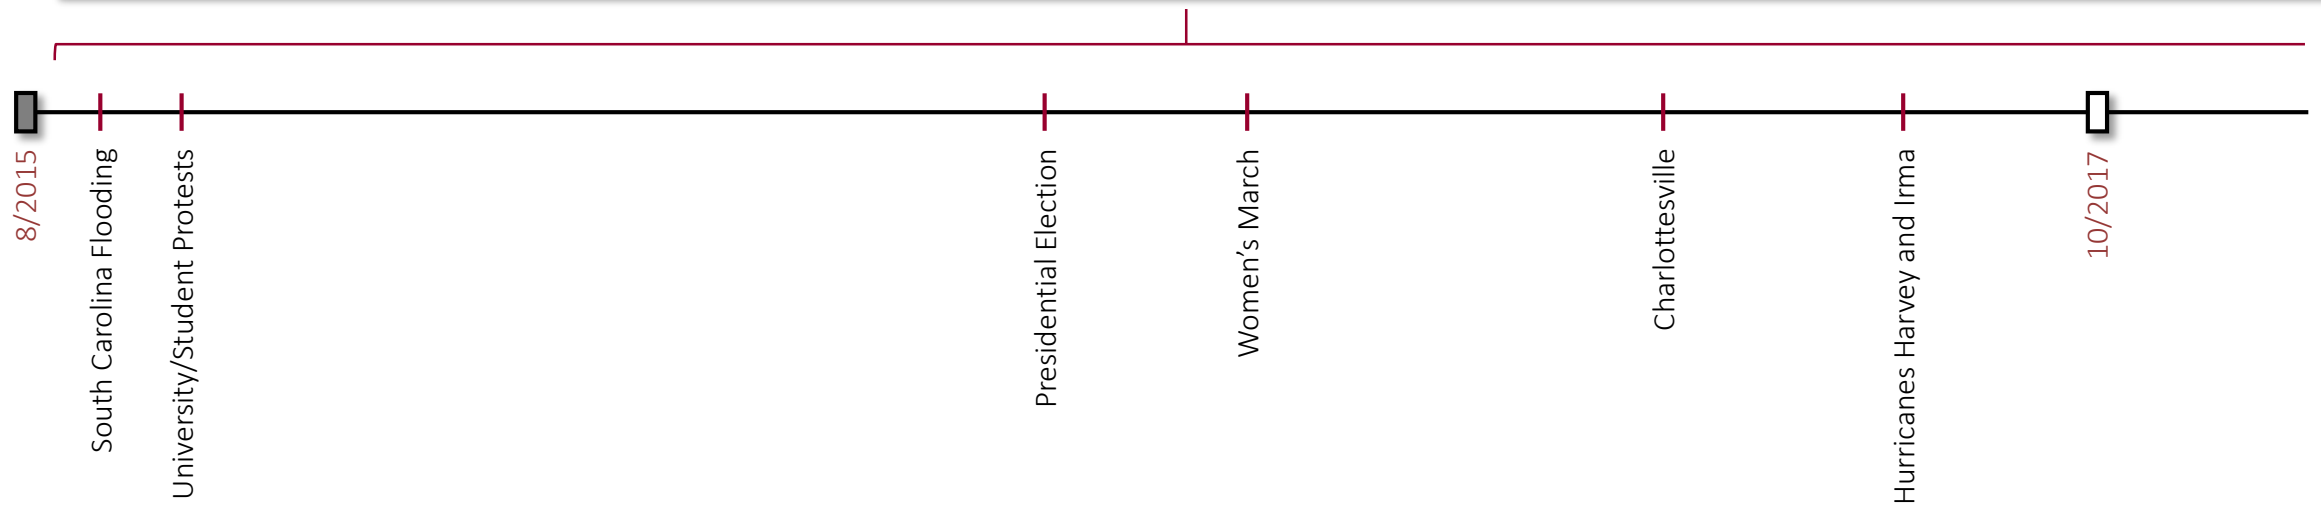 8/2015
South Carolina Flooding
University/Student Protests
Presidential Election
Women’s March
Charlottesville
Hurricanes Harvey and Irma
10/2017